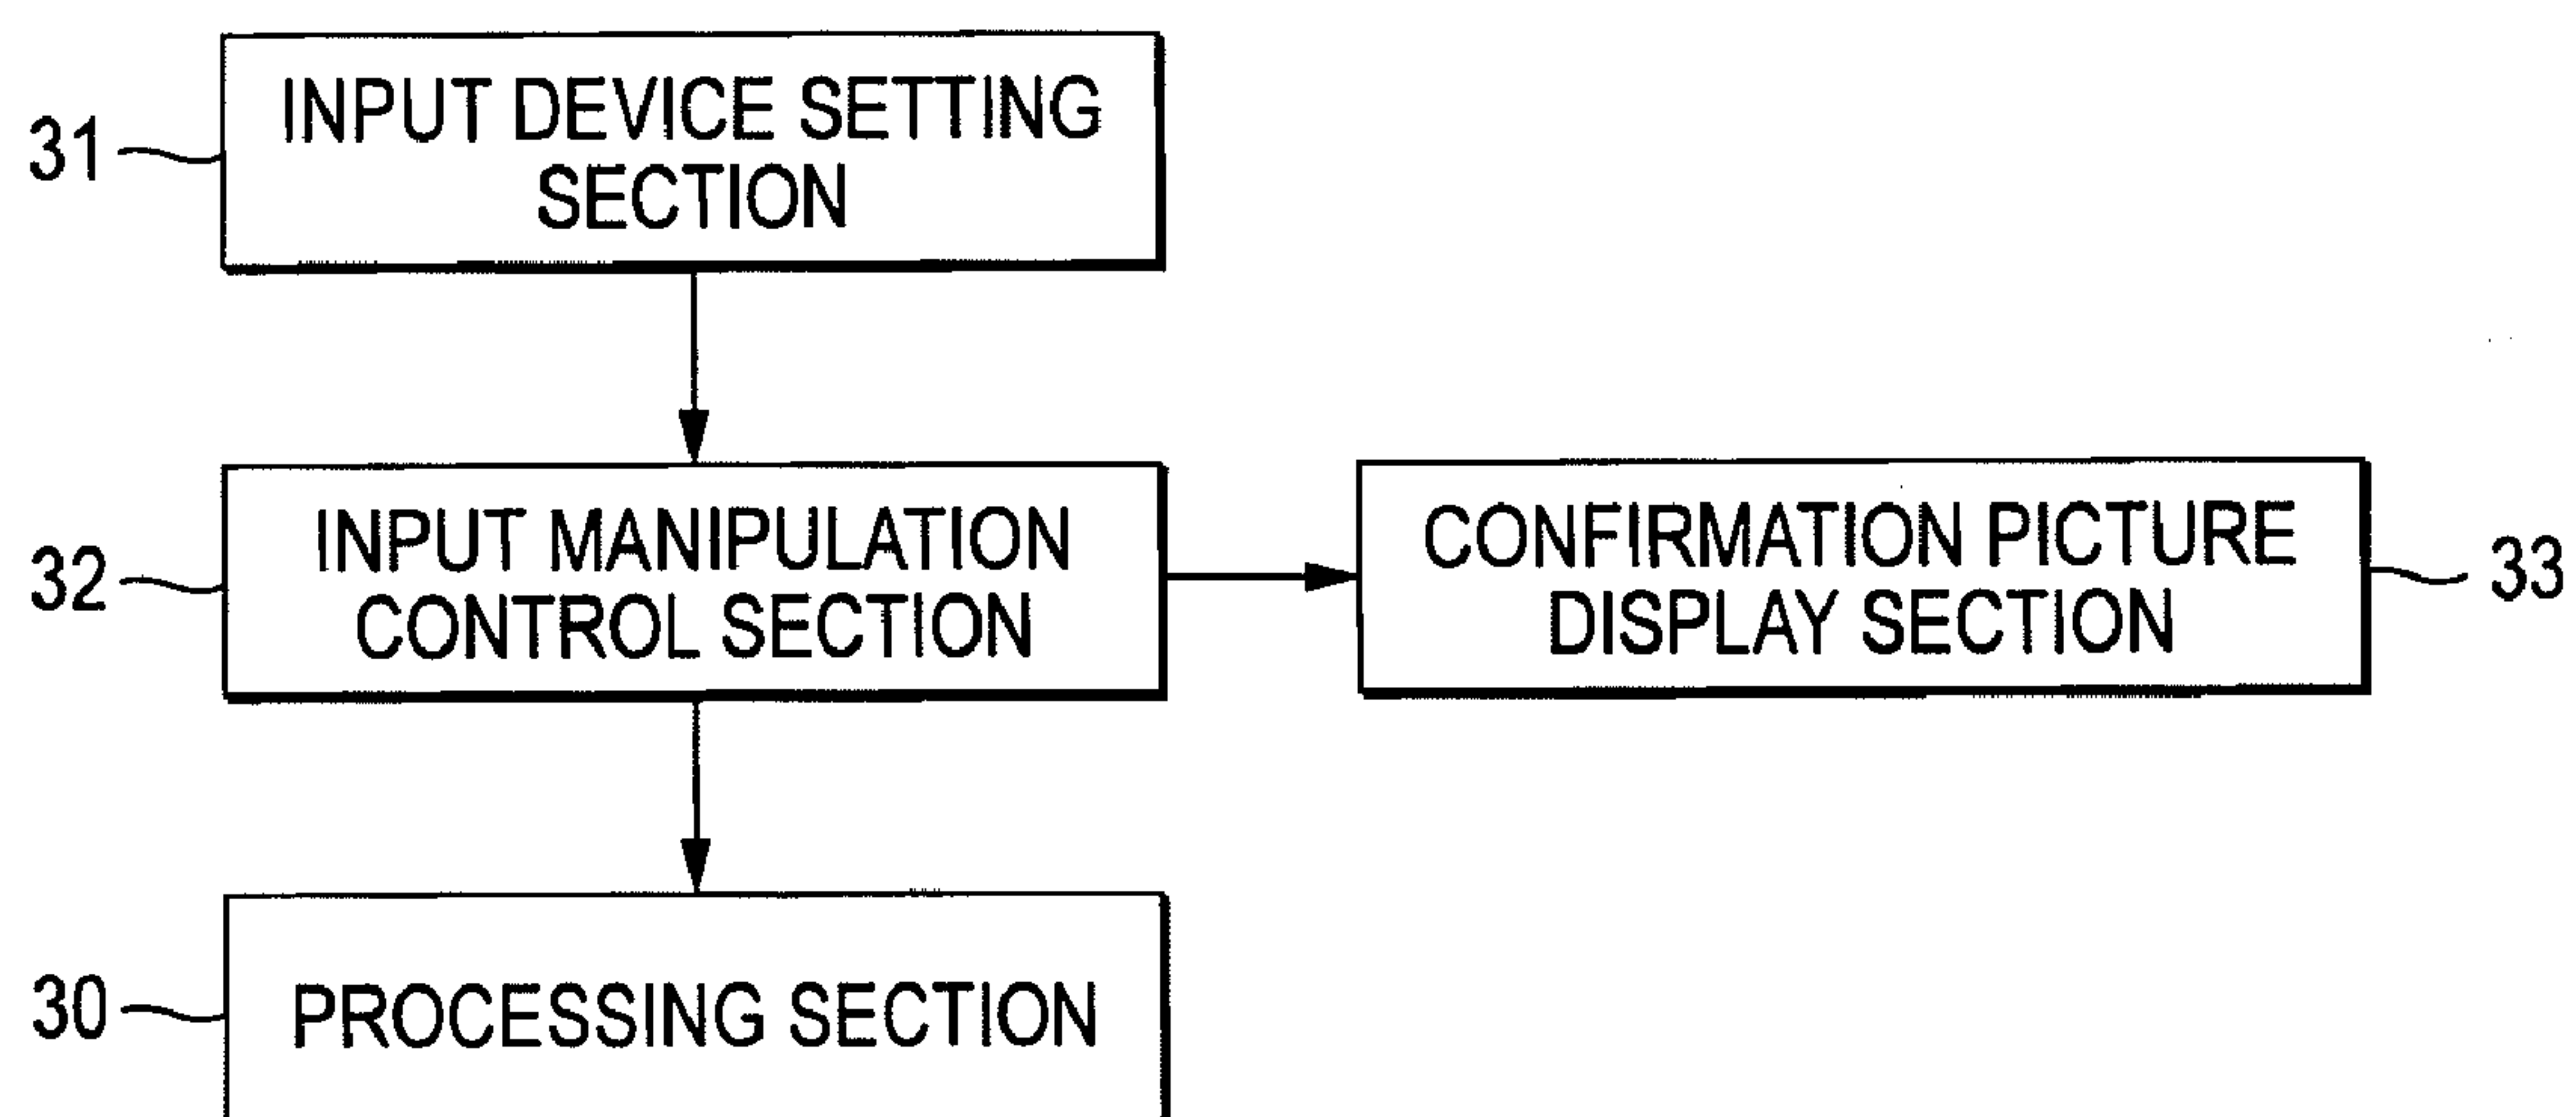 INPUT DEVICE SETTING
SECTION
31
INPUT MANIPULATION
CONTROL SECTION
32
CONFIRMATION PICTURE
DISPLAY SECTION
33
PROCESSING SECTION
30